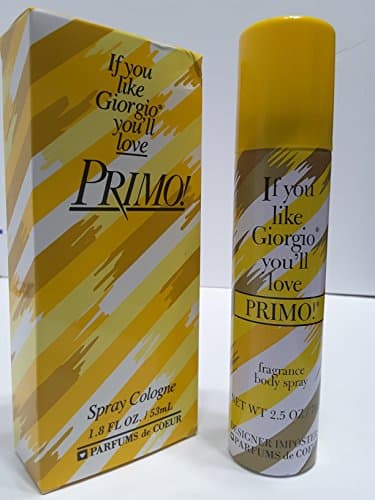 If you
like
Giorgio®
you'll
love
PRIMO!
Spray Cologne
1.8 FL OZ. / 53mL
PARFUMS de COEUR
If you
like
Giorgio®
you'll
love
PRIMO!®
fragrance
body spray
NET WT 2.5 OZ.
PARFUMS de COEUR